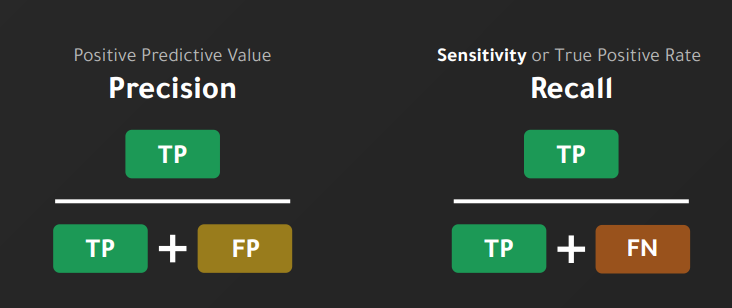 Positive Predictive Value
Precision
TP
TP + FP
Sensitivity or True Positive Rate
Recall
TP
TP + FN